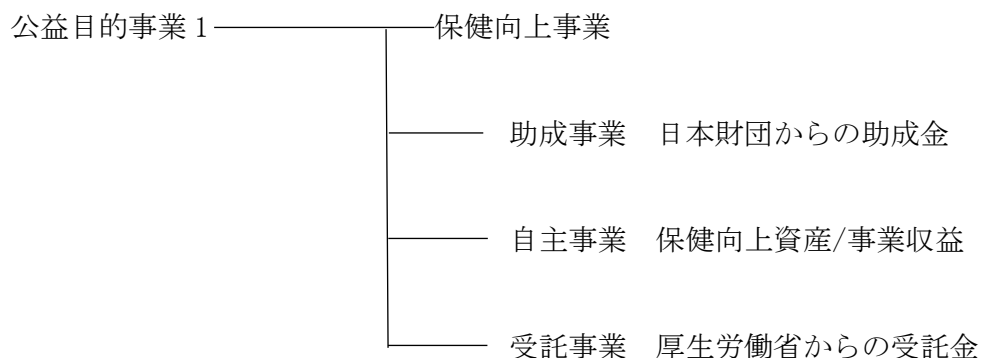 公益目的事業1 保健向上事業
助成事業 日本財団からの助成金
自主事業 保健向上資産/事業収益
受託事業 厚生労働省からの受託金